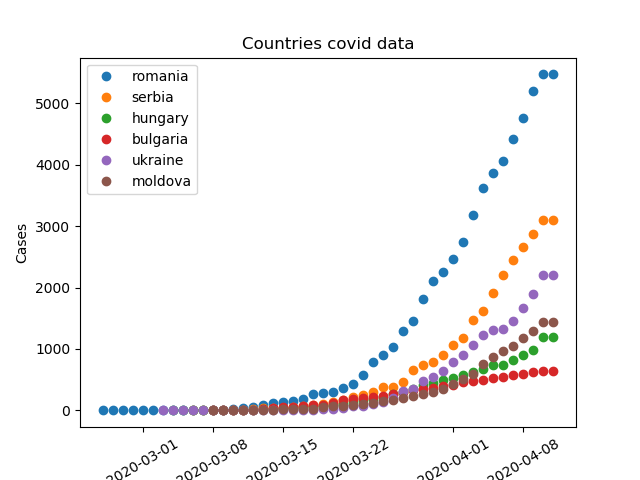 Countries covid data
romania
serbia
hungary
bulgaria
ukraine
moldova
5000
4000
3000
2000
1000
0
Cases
2020-03-01
2020-03-08
2020-03-15
2020-03-22
2020-04-01
2020-04-08